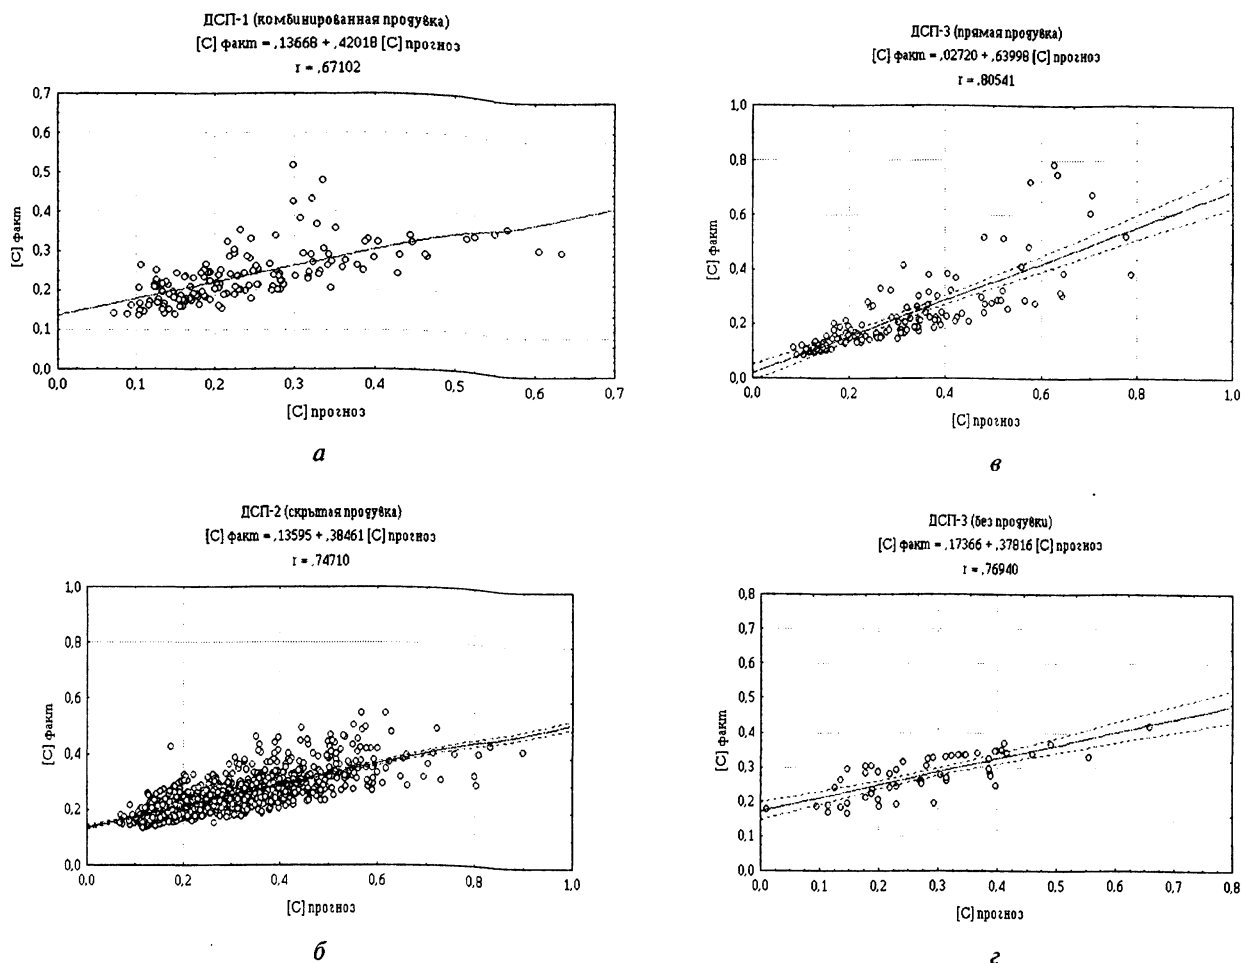 ДСП-1 (комбинированная продувка)
[C] факт = ,13668 + ,42018 [C] прогноз
r = ,67102
0,7
0,6
0,5
0,4
0,3
0,2
0,1
0,0
[C] факт
0,0 0,1 0,2 0,3 0,4 0,5 0,6 0,7
[C] прогноз
а
ДСП-3 (прямая продувка)
[C] факт = ,02720 + ,63998 [C] прогноз
r = ,80541
1,0
0,8
0,6
0,4
0,2
0,0
[C] факт
0,0 0,2 0,4 0,6 0,8 1,0
[C] прогноз
в
ДСП-2 (скрытая продувка)
[C] факт = ,13595 + ,38461 [C] прогноз
r = ,74710
1,0
0,8
0,6
0,4
0,2
0,0
[C] факт
0,0 0,2 0,4 0,6 0,8 1,0
[C] прогноз
б
ДСП-3 (без продувки)
[C] факт = ,17366 + ,37816 [C] прогноз
r = ,76940
0,8
0,7
0,6
0,5
0,4
0,3
0,2
0,1
0,0
[C] факт
0,0 0,1 0,2 0,3 0,4 0,5 0,6 0,7 0,8
[C] прогноз
г